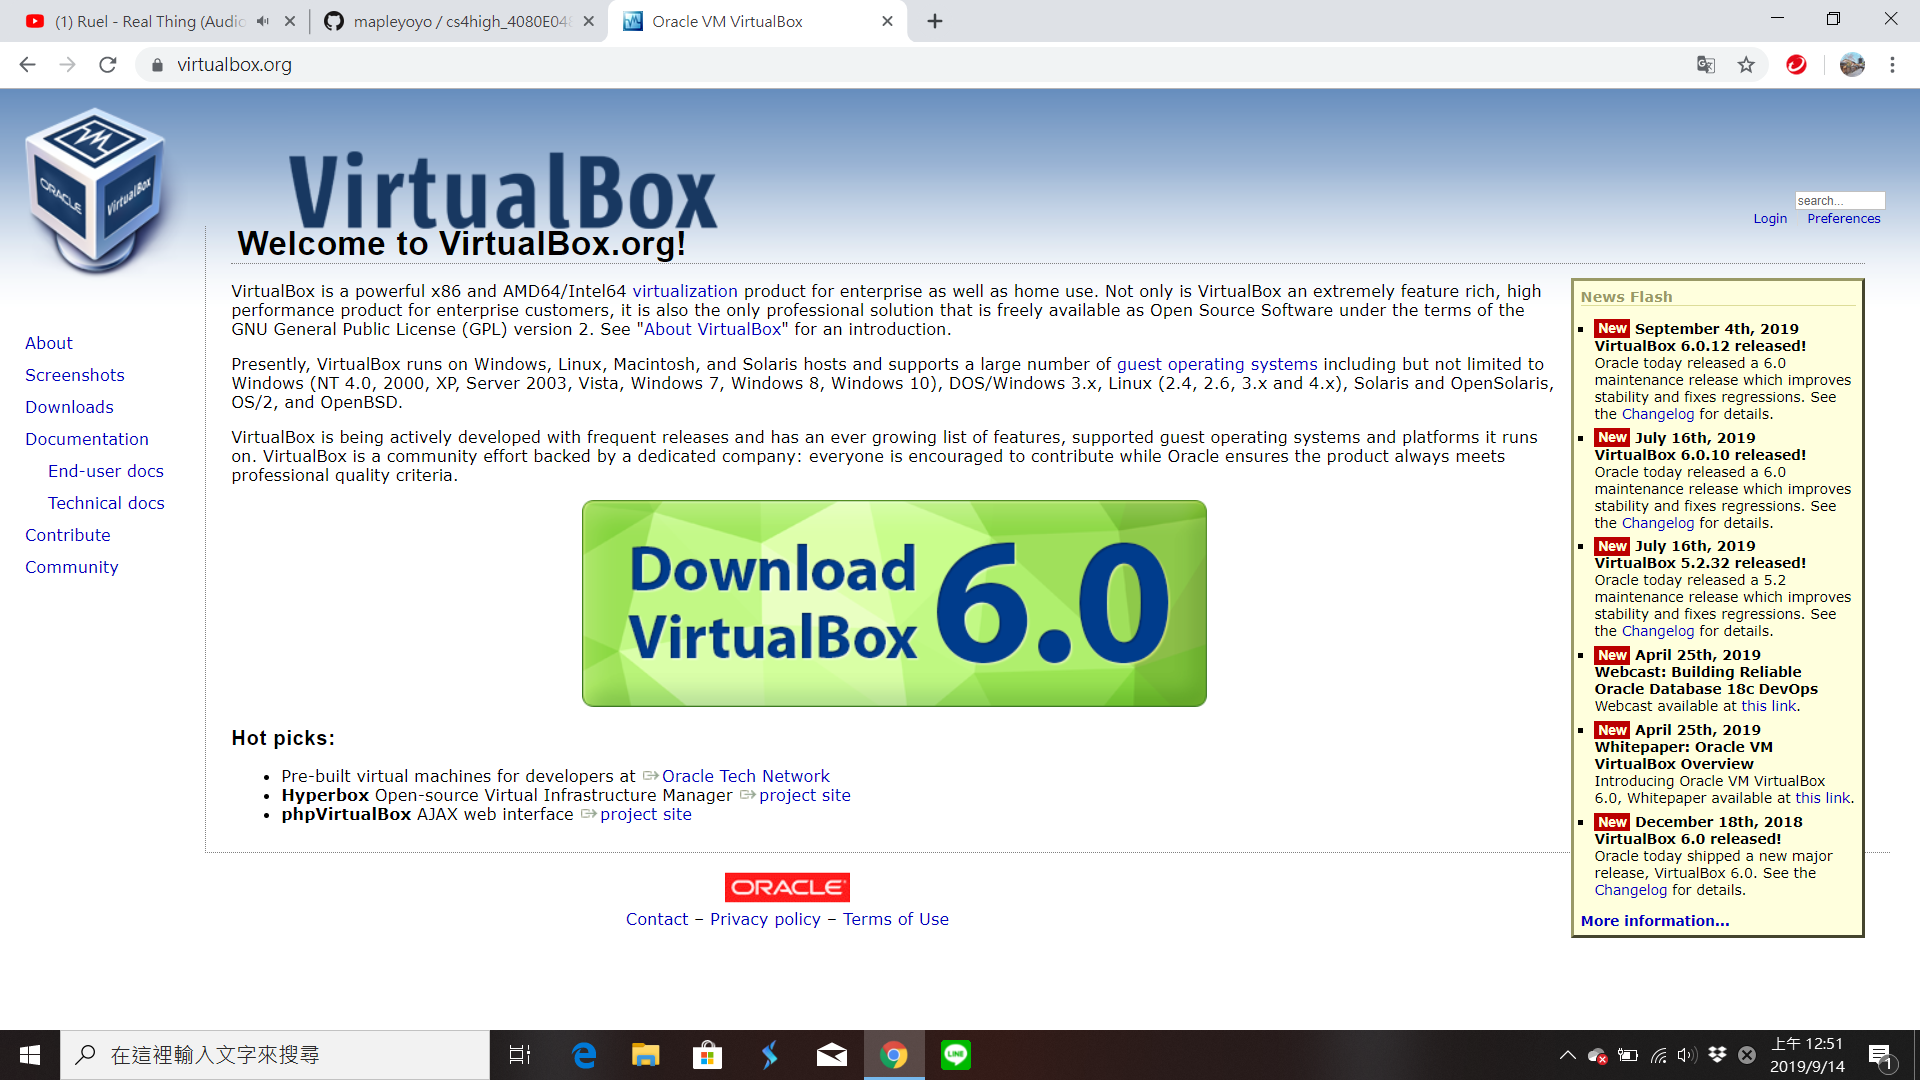 (1) Ruel - Real Thing (Audio
mapleyoyo / cs4high_4080E048
Oracle VM VirtualBox
virtualbox.org
ORACLE
VirtualBox
VirtualBox
search...
Login Preferences
Welcome to VirtualBox.org!
About
Screenshots
Downloads
Documentation
End-user docs
Technical docs
Contribute
Community
VirtualBox is a powerful x86 and AMD64/Intel64 virtualization product for enterprise as well as home use. Not only is VirtualBox an extremely feature rich, high
performance product for enterprise customers, it is also the only professional solution that is freely available as Open Source Software under the terms of the
GNU General Public License (GPL) version 2. See "About VirtualBox" for an introduction.
Presently, VirtualBox runs on Windows, Linux, Macintosh, and Solaris hosts and supports a large number of guest operating systems including but not limited to
Windows (NT 4.0, 2000, XP, Server 2003, Vista, Windows 7, Windows 8, Windows 10), DOS/Windows 3.x, Linux (2.4, 2.6, 3.x and 4.x), Solaris and OpenSolaris,
OS/2, and OpenBSD.
VirtualBox is being actively developed with frequent releases and has an ever growing list of features, supported guest operating systems and platforms it runs
on. VirtualBox is a community effort backed by a dedicated company: everyone is encouraged to contribute while Oracle ensures the product always meets
professional quality criteria.
Download
VirtualBox
6.0
Hot picks:
Pre-built virtual machines for developers at Oracle Tech Network
Hyperbox Open-source Virtual Infrastructure Manager project site
phpVirtualBox AJAX web interface project site
News Flash
New September 4th, 2019
VirtualBox 6.0.12 released!
Oracle today released a 6.0
maintenance release which improves
stability and fixes regressions. See
the Changelog for details.
New July 16th, 2019
VirtualBox 6.0.10 released!
Oracle today released a 6.0
maintenance release which improves
stability and fixes regressions. See
the Changelog for details.
New July 16th, 2019
VirtualBox 5.2.32 released!
Oracle today released a 5.2
maintenance release which improves
stability and fixes regressions. See
the Changelog for details.
New April 25th, 2019
Webcast: Building Reliable
Oracle Database 18c DevOps
Webcast available at this link.
New April 25th, 2019
Whitepaper: Oracle VM
VirtualBox Overview
Introducing Oracle VM VirtualBox
6.0, Whitepaper available at this link.
New December 18th, 2018
VirtualBox 6.0 released!
Oracle today shipped a new major
release, VirtualBox 6.0. See the
Changelog for details.
More information...
ORACLE
Contact – Privacy policy – Terms of Use
在這裡輸入文字來搜尋
LINE
上午 12:51
2019/9/14
1